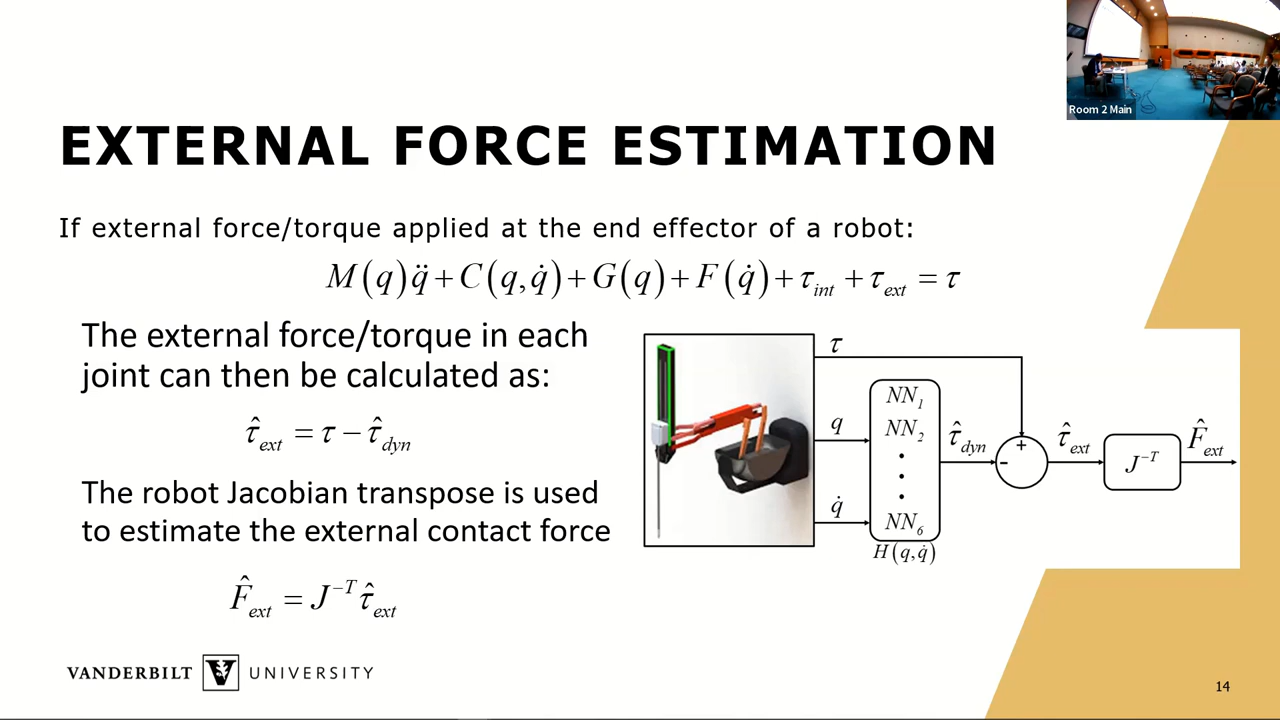 Room 2 Main
EXTERNAL FORCE ESTIMATION
If external force/torque applied at the end effector of a robot:
M(q)q̈ + C(q, q̇) + G(q) + F(q̇) + τ_int + τ_ext = τ
The external force/torque in each
joint can then be calculated as:
τ̂_ext = τ − τ̂_dyn
The robot Jacobian transpose is used
to estimate the external contact force
F̂_ext = J^−T τ̂_ext
τ
q
q̇
NN_1
NN_2
NN_6
H(q, q̇)
τ̂_dyn
+
-
τ̂_ext
J^−T
F̂_ext
VANDERBILT V UNIVERSITY
14